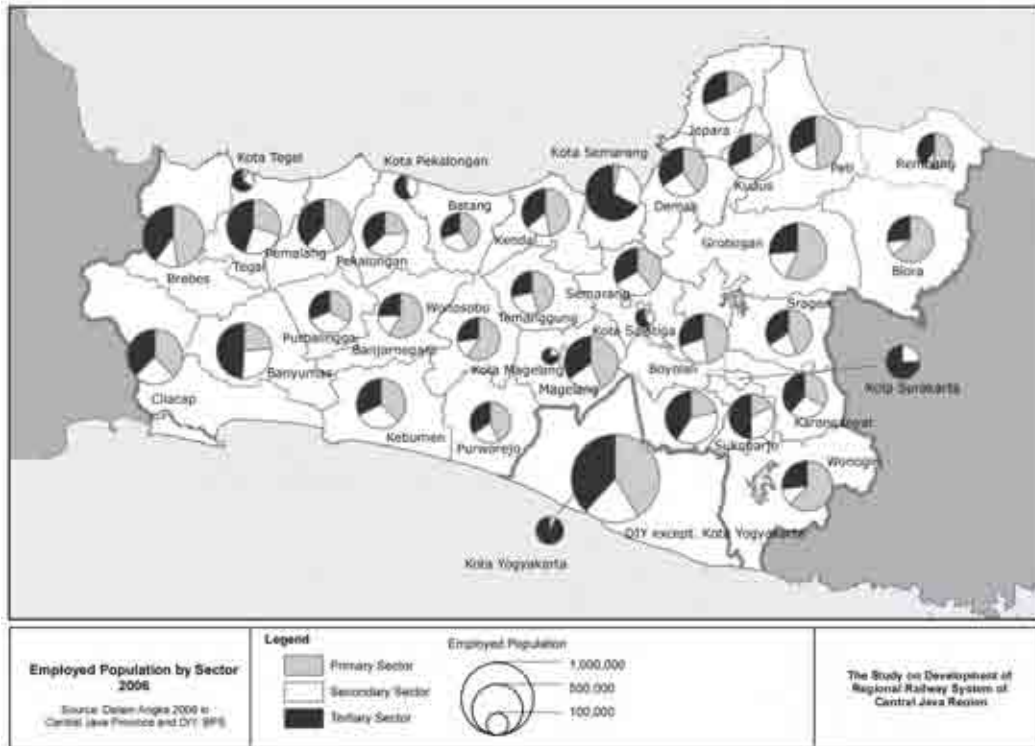 Jepara
Kota Tegal
Kota Pekalongan
Kota Semarang
Pati
Rembang
Kudus
Batang
Demak
Kendal
Grobogan
Pemalang
Tegal
Pekalongan
Blora
Brebes
Semarang
Wonosobo
Temanggung
Sragen
Purbalingga
Banjarnegara
Kota Salatiga
Kota Magelang
Boyolali
Banyumas
Magelang
Kota Surakarta
Cilacap
Karanganyar
Kebumen
Sukoharjo
Purworejo
Wonogiri
DIY except. Kota Yogyakarta
Kota Yogyakarta
Employed Population by Sector
2006
Source: Dalam Angka 2006 in
Central Java Province and DIY, BPS
Legend
Primary Sector
Secondary Sector
Tertiary Sector
Employed Population
1,000,000
500,000
100,000
The Study on Development of
Regional Railway System of
Central Java Region